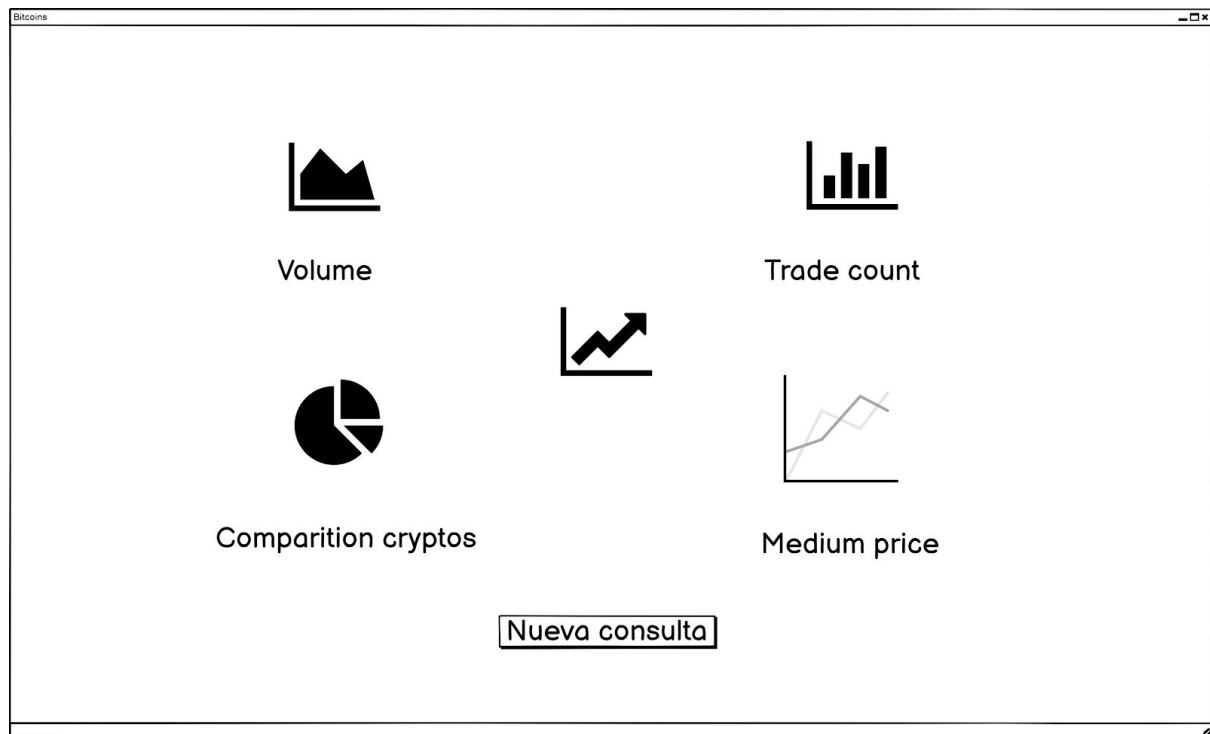 Bitcoins
Volume
Trade count
Comparition cryptos
Medium price
Nueva consulta